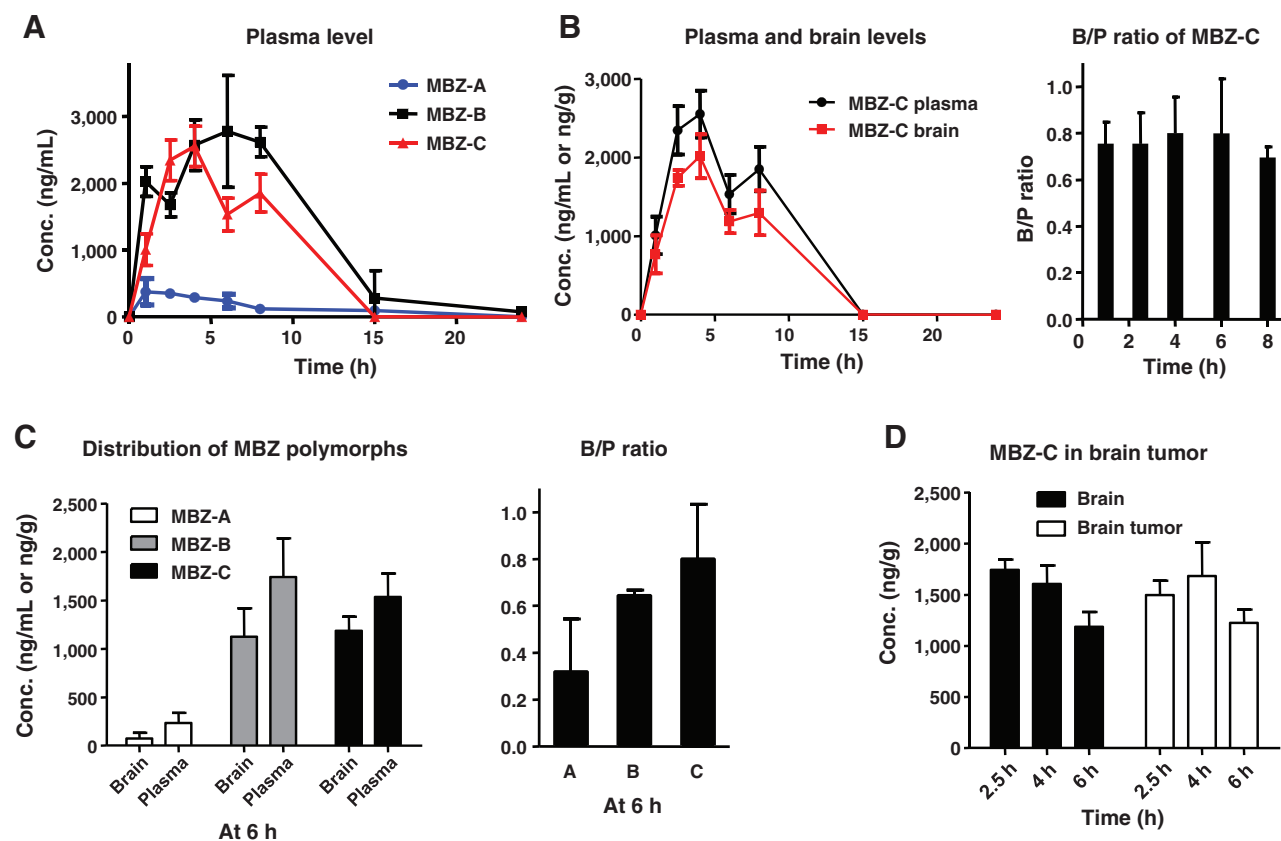 A
Plasma level
Conc. (ng/mL)
3,000
2,000
1,000
0
0
5
10
15
20
Time (h)
MBZ-A
MBZ-B
MBZ-C
B
Plasma and brain levels
Conc. (ng/mL or ng/g)
3,000
2,000
1,000
0
0
5
10
15
20
Time (h)
MBZ-C plasma
MBZ-C brain
B/P ratio of MBZ-C
B/P ratio
1.0
0.8
0.6
0.4
0.2
0.0
0
2
4
6
8
Time (h)
C
Distribution of MBZ polymorphs
Conc. (ng/mL or ng/g)
2,500
2,000
1,500
1,000
500
0
MBZ-A
MBZ-B
MBZ-C
Brain
Plasma
Brain
Plasma
Brain
Plasma
At 6 h
B/P ratio
1.0
0.8
0.6
0.4
0.2
0.0
A
B
C
At 6 h
D
MBZ-C in brain tumor
Conc. (ng/g)
2,500
2,000
1,500
1,000
500
0
Brain
Brain tumor
2.5 h
4 h
6 h
2.5 h
4 h
6 h
Time (h)